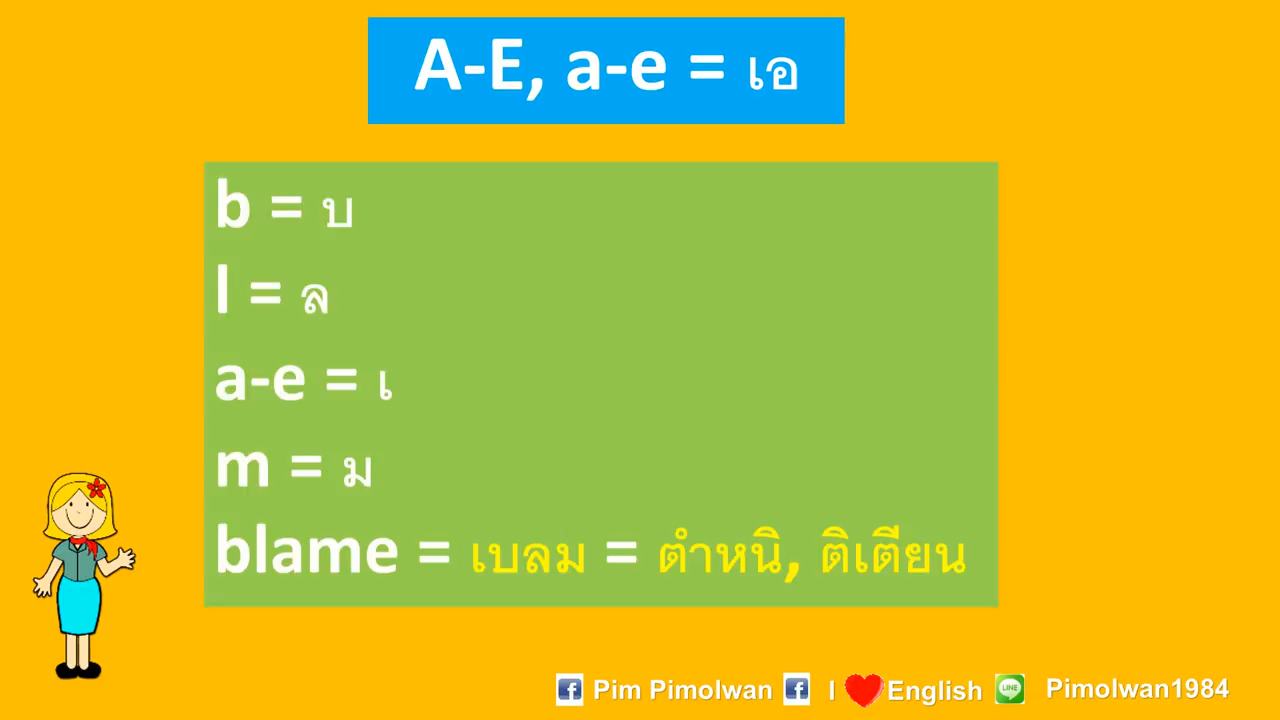 A-E, a-e = เอ
b = บ
l = ล
a-e = เ
m = ม
blame = เบลม = ตำหนิ, ติเตียน
f Pim Pimolwan f I English LINE Pimolwan1984